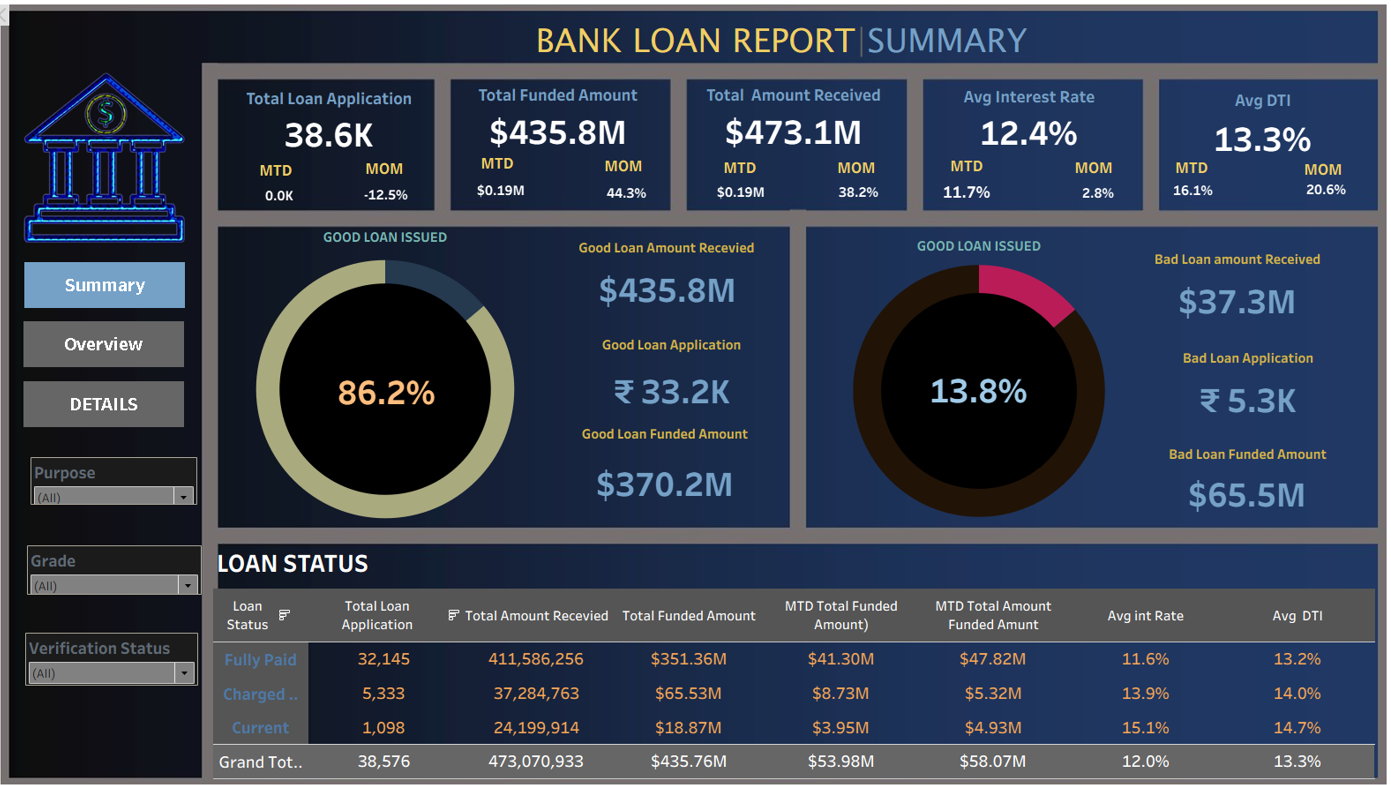 BANK LOAN REPORT|SUMMARY
$
Summary
Overview
DETAILS
Purpose
(All)
Grade
(All)
Verification Status
(All)
Total Loan Application
38.6K
MTD MOM
0.0K -12.5%
Total Funded Amount
$435.8M
MTD MOM
$0.19M 44.3%
Total Amount Received
$473.1M
MTD MOM
$0.19M 38.2%
Avg Interest Rate
12.4%
MTD MOM
11.7% 2.8%
Avg DTI
13.3%
MTD MOM
16.1% 20.6%
GOOD LOAN ISSUED
86.2%
Good Loan Amount Recevied
$435.8M
Good Loan Application
₹ 33.2K
Good Loan Funded Amount
$370.2M
GOOD LOAN ISSUED
13.8%
Bad Loan amount Received
$37.3M
Bad Loan Application
₹ 5.3K
Bad Loan Funded Amount
$65.5M
LOAN STATUS
Loan Status Total Loan Application Total Amount Recevied Total Funded Amount MTD Total Funded Amount) MTD Total Amount Funded Amunt Avg int Rate Avg DTI
Fully Paid 32,145 411,586,256 $351.36M $41.30M $47.82M 11.6% 13.2%
Charged .. 5,333 37,284,763 $65.53M $8.73M $5.32M 13.9% 14.0%
Current 1,098 24,199,914 $18.87M $3.95M $4.93M 15.1% 14.7%
Grand Tot.. 38,576 473,070,933 $435.76M $53.98M $58.07M 12.0% 13.3%